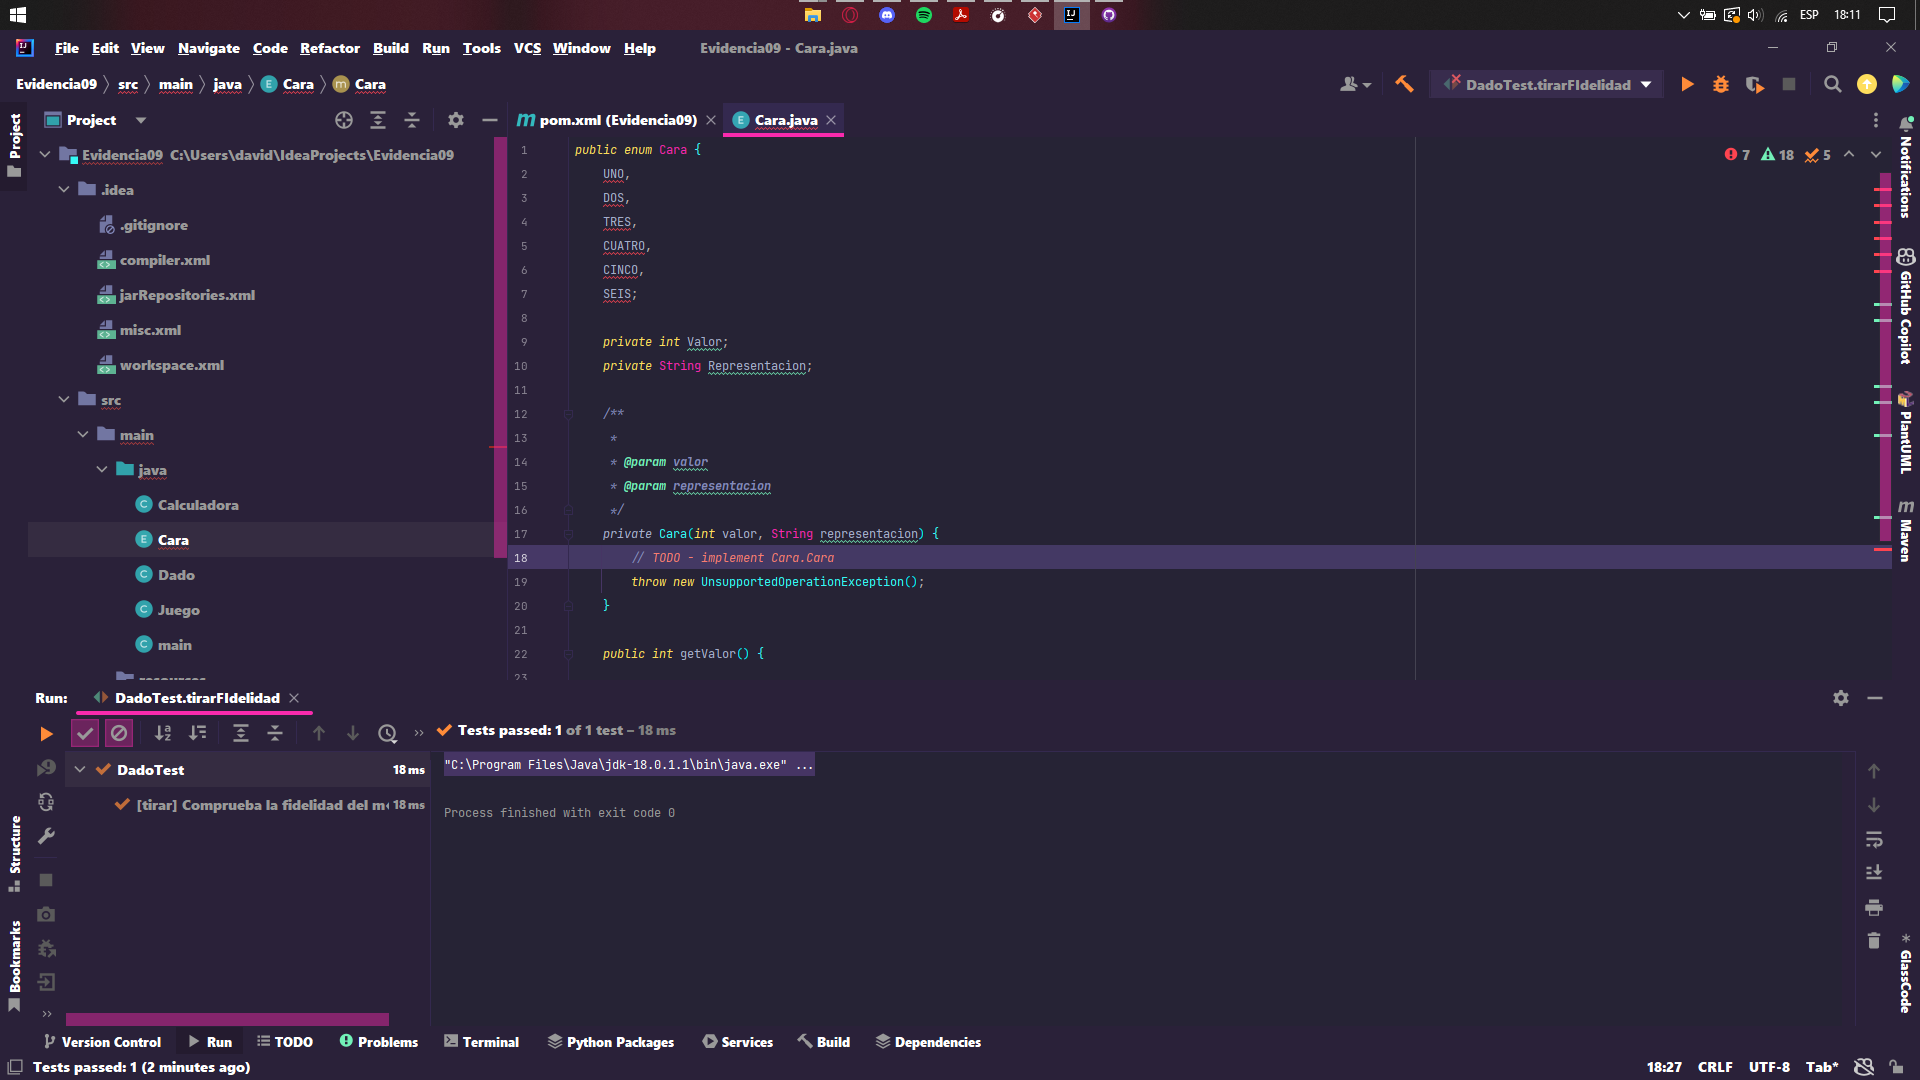 ESP 18:11
File Edit View Navigate Code Refactor Build Run Tools VCS Window Help Evidencia09 - Cara.java
Evidencia09 src main java Cara Cara
DadoTest.tirarFIdelidad
Project
pom.xml (Evidencia09) Cara.java
Evidencia09 C:\Users\david\IdeaProjects\Evidencia09
.idea
.gitignore
compiler.xml
jarRepositories.xml
misc.xml
workspace.xml
src
main
java
Calculadora
Cara
Dado
Juego
main
resources
1 public enum Cara {
2 UNO,
3 DOS,
4 TRES,
5 CUATRO,
6 CINCO,
7 SEIS;
8
9 private int Valor;
10 private String Representacion;
11
12 /**
13 *
14 * @param valor
15 * @param representacion
16 */
17 private Cara(int valor, String representacion) {
18 // TODO - implement Cara.Cara
19 throw new UnsupportedOperationException();
20 }
21
22 public int getValor() {
23
7 18 5
Project
Structure
Bookmarks
Notifications
GitHub Copilot
PlantUML
Maven
GlassCode
Run: DadoTest.tirarFIdelidad
Tests passed: 1 of 1 test – 18 ms
DadoTest 18 ms
[tirar] Comprueba la fidelidad del 18 ms
"C:\Program Files\Java\jdk-18.0.1.1\bin\java.exe" ...
Process finished with exit code 0
Version Control Run TODO Problems Terminal Python Packages Services Build Dependencies
Tests passed: 1 (2 minutes ago)
18:27 CRLF UTF-8 Tab*